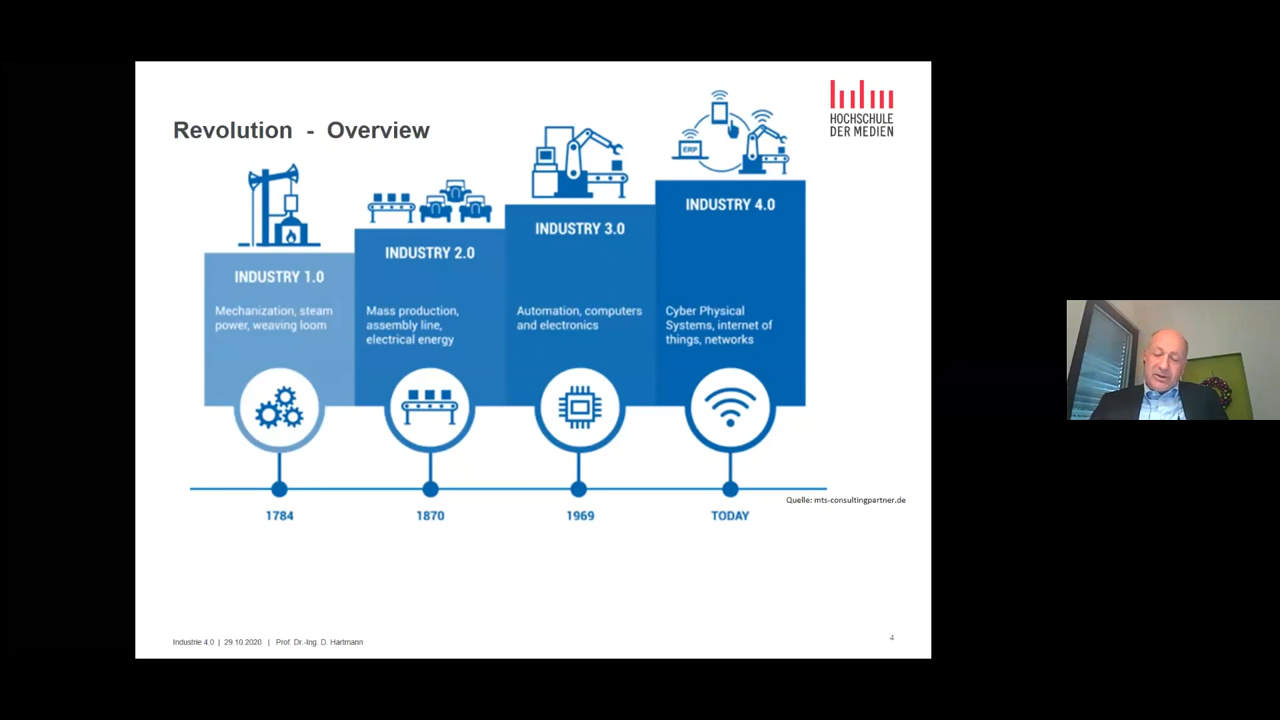 Revolution - Overview
HOCHSCHULE
DER MEDIEN
ERP
INDUSTRY 1.0
Mechanization, steam
power, weaving loom
INDUSTRY 2.0
Mass production,
assembly line,
electrical energy
INDUSTRY 3.0
Automation, computers
and electronics
INDUSTRY 4.0
Cyber Physical
Systems, internet of
things, networks
1784
1870
1969
TODAY
Quelle: mts-consultingpartner.de
Industrie 4.0 | 29.10.2020 | Prof. Dr.-Ing. D. Hartmann
4